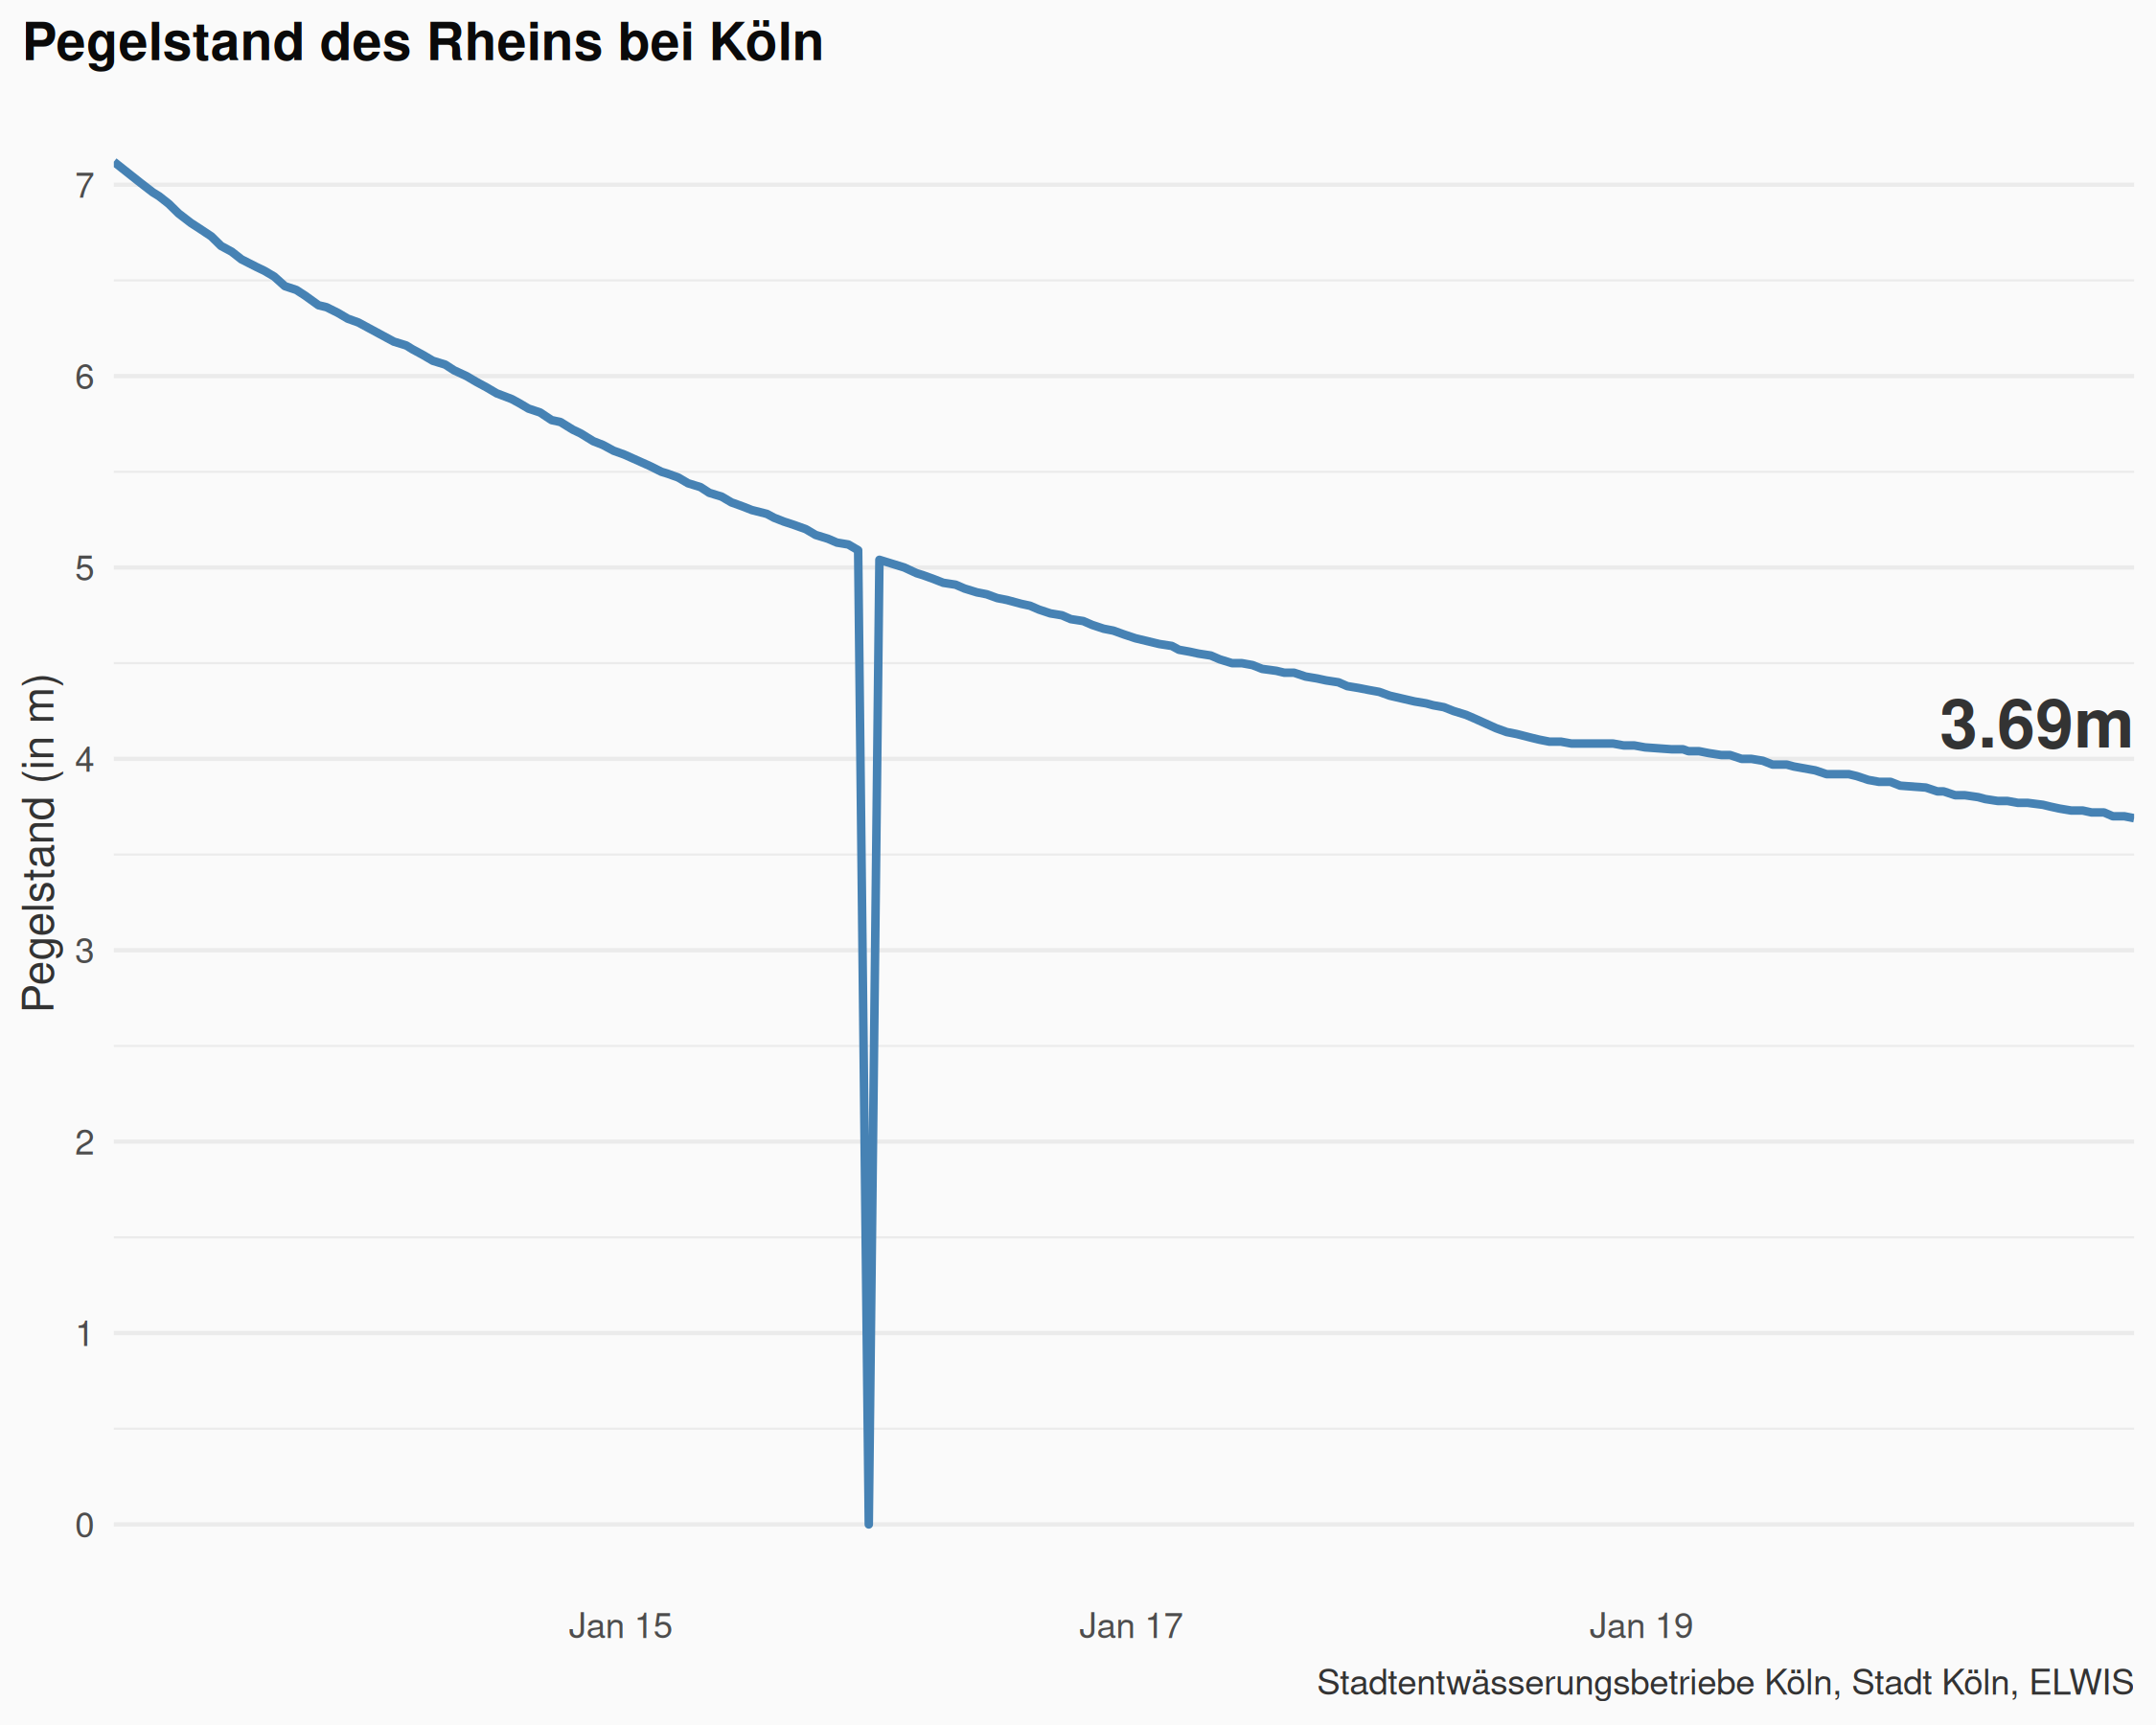 Pegelstand des Rheins bei Köln
Pegelstand (in m)
7
6
5
4
3
2
1
0
3.69m
Jan 15
Jan 17
Jan 19
Stadtentwässerungsbetriebe Köln, Stadt Köln, ELWIS